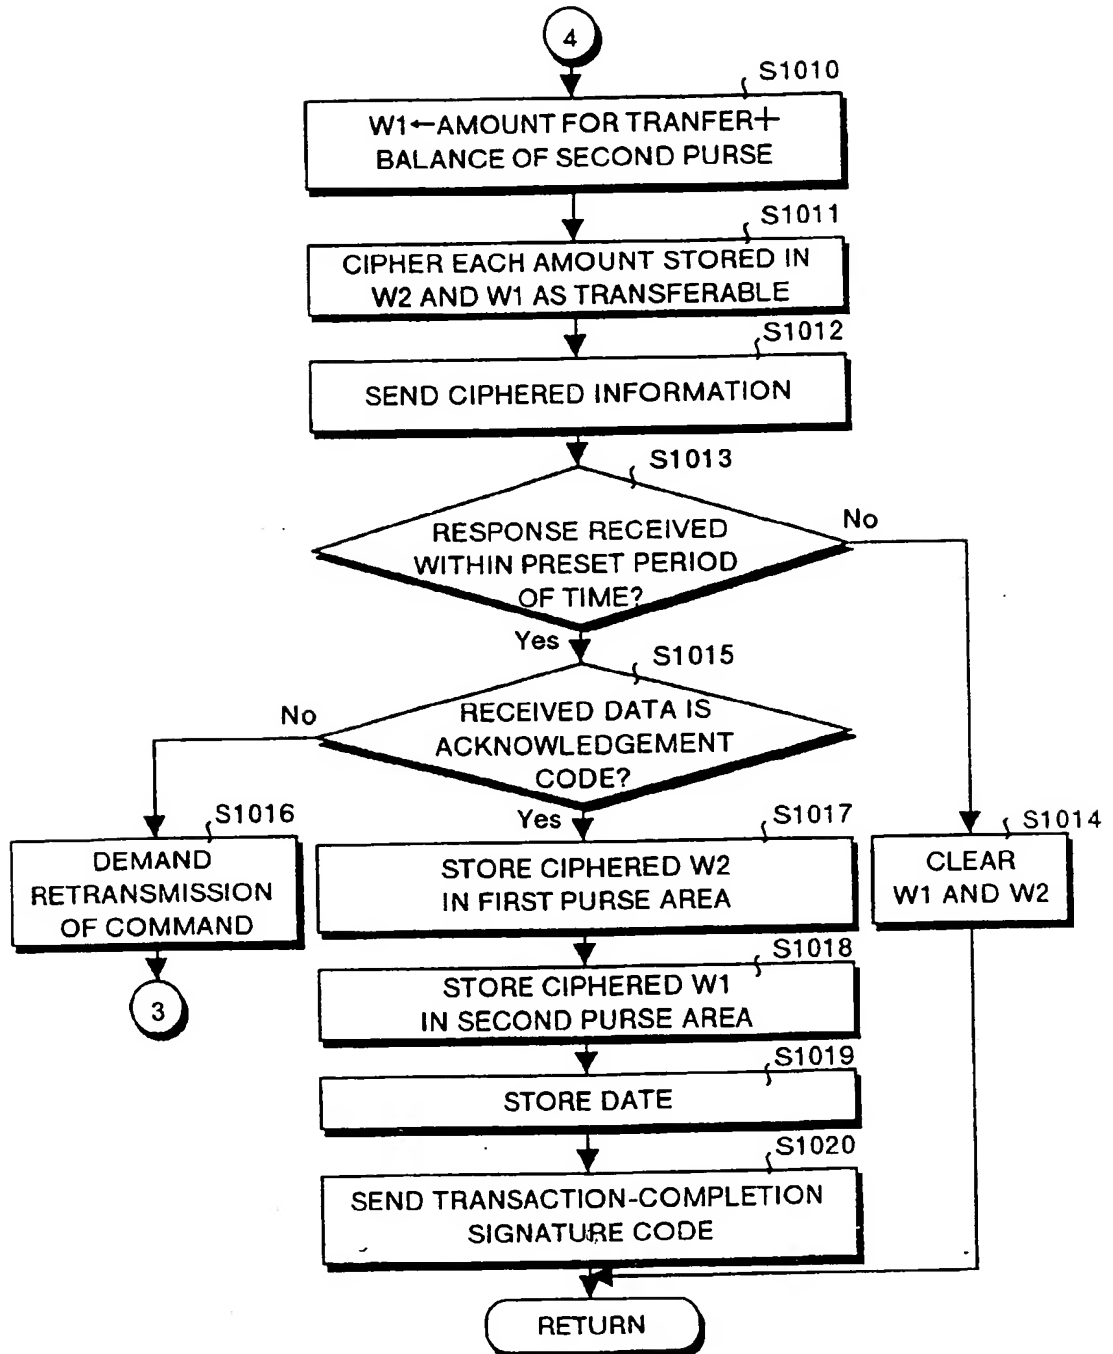 4
S1010
W1←AMOUNT FOR TRANFER+
BALANCE OF SECOND PURSE
S1011
CIPHER EACH AMOUNT STORED IN
W2 AND W1 AS TRANSFERABLE
S1012
SEND CIPHERED INFORMATION
S1013
RESPONSE RECEIVED
WITHIN PRESET PERIOD
OF TIME?
No
Yes
S1015
RECEIVED DATA IS
ACKNOWLEDGEMENT
CODE?
No
Yes
S1016
DEMAND
RETRANSMISSION
OF COMMAND
3
S1017
STORE CIPHERED W2
IN FIRST PURSE AREA
S1014
CLEAR
W1 AND W2
S1018
STORE CIPHERED W1
IN SECOND PURSE AREA
S1019
STORE DATE
S1020
SEND TRANSACTION-COMPLETION
SIGNATURE CODE
RETURN